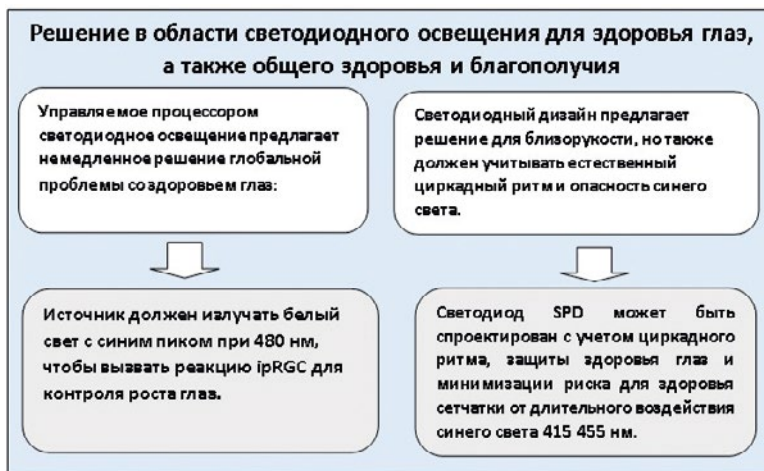 Решение в области светодиодного освещения для здоровья глаз,
а также общего здоровья и благополучия
Управляемое процессором
светодиодное освещение предлагает
немедленное решение глобальной
проблемы со здоровьем глаз:
Светодиодный дизайн предлагает
решение для близорукости, но также
должен учитывать естественный
циркадный ритм и опасность синего
света.
Источник должен излучать белый
свет с синим пиком при 480 нм,
чтобы вызвать реакцию ipRGC для
контроля роста глаз.
Светодиод SPD может быть
спроектирован с учетом циркадного
ритма, защиты здоровья глаз и
минимизации риска для здоровья
сетчатки от длительного воздействия
синего света 415 455 нм.